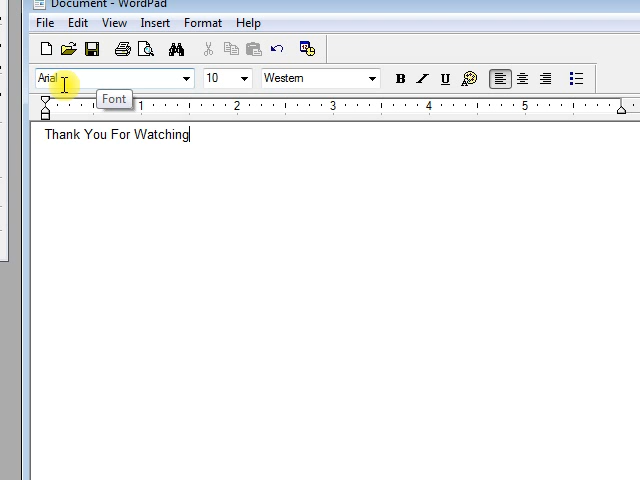 Document - WordPad
File Edit View Insert Format Help
Arial 10 Western B I U
Font
1 2 3 4 5
Thank You For Watching